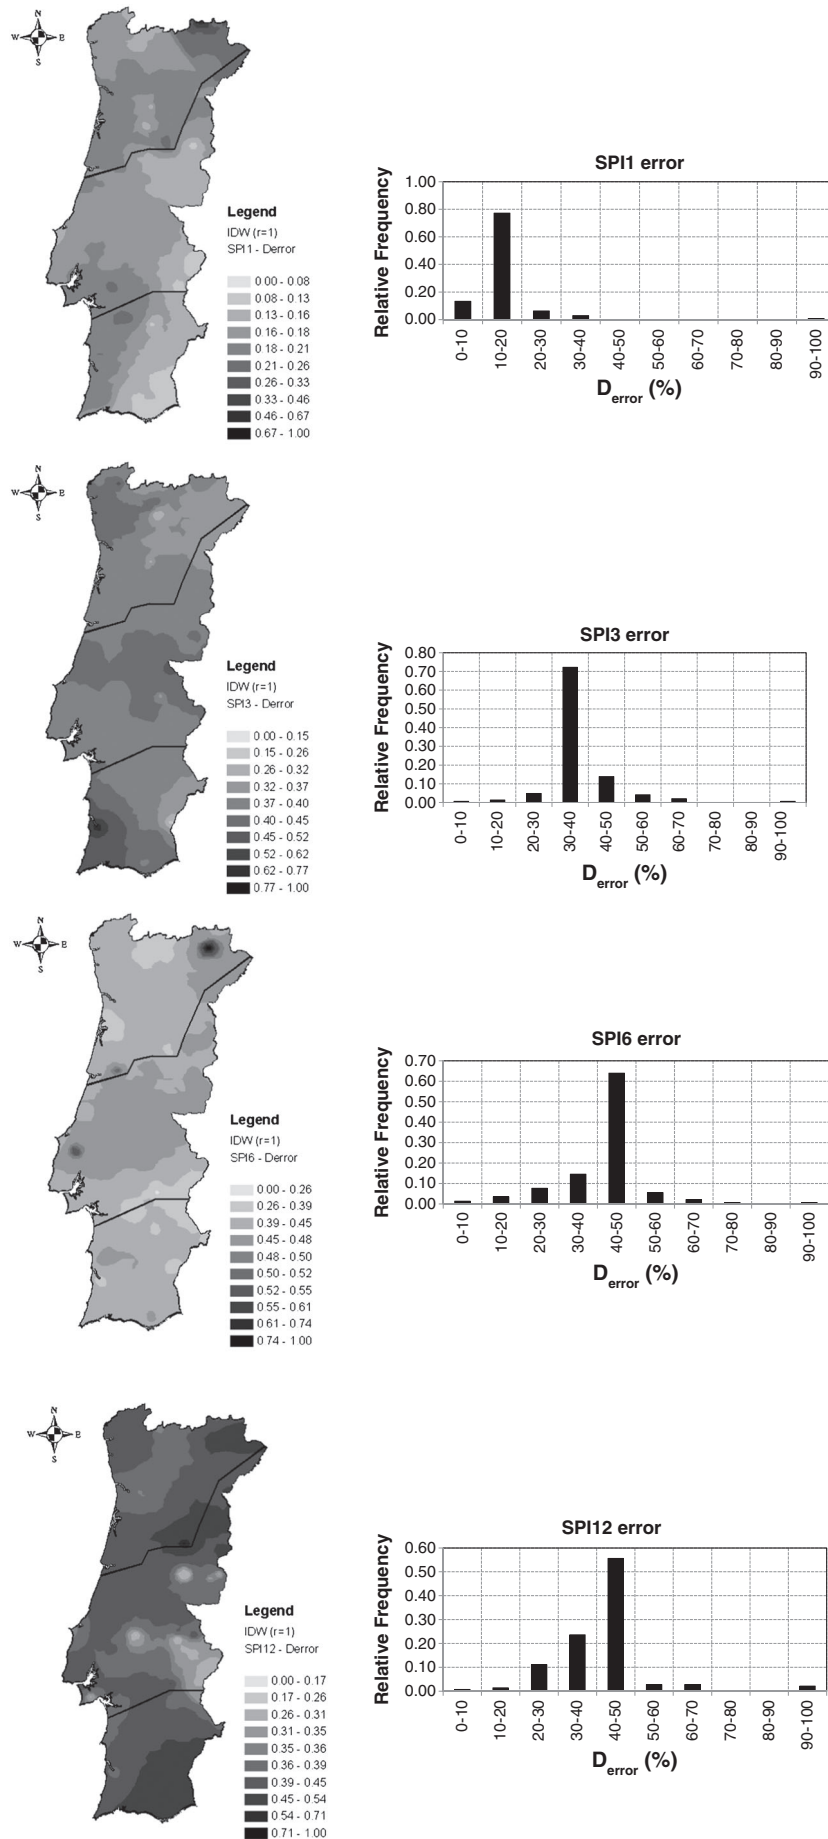 N
W E
S
Legend
IDW (r=1)
SPI1 - Derror
0.00 - 0.08
0.08 - 0.13
0.13 - 0.16
0.16 - 0.18
0.18 - 0.21
0.21 - 0.26
0.26 - 0.33
0.33 - 0.46
0.46 - 0.67
0.67 - 1.00
SPI1 error
Relative Frequency
1.00
0.80
0.60
0.40
0.20
0.00
0-10
10-20
20-30
30-40
40-50
50-60
60-70
70-80
80-90
90-100
Derror (%)
N
W E
S
Legend
IDW (r=1)
SPI3 - Derror
0.00 - 0.15
0.15 - 0.26
0.26 - 0.32
0.32 - 0.37
0.37 - 0.40
0.40 - 0.45
0.45 - 0.52
0.52 - 0.62
0.62 - 0.77
0.77 - 1.00
SPI3 error
Relative Frequency
0.80
0.70
0.60
0.50
0.40
0.30
0.20
0.10
0.00
0-10
10-20
20-30
30-40
40-50
50-60
60-70
70-80
80-90
90-100
Derror (%)
N
W E
S
Legend
IDW (r=1)
SPI6 - Derror
0.00 - 0.26
0.26 - 0.39
0.39 - 0.45
0.45 - 0.48
0.48 - 0.50
0.50 - 0.52
0.52 - 0.55
0.55 - 0.61
0.61 - 0.74
0.74 - 1.00
SPI6 error
Relative Frequency
0.70
0.60
0.50
0.40
0.30
0.20
0.10
0.00
0-10
10-20
20-30
30-40
40-50
50-60
60-70
70-80
80-90
90-100
Derror (%)
N
W E
S
Legend
IDW (r=1)
SPI12 - Derror
0.00 - 0.17
0.17 - 0.26
0.26 - 0.31
0.31 - 0.35
0.35 - 0.36
0.36 - 0.39
0.39 - 0.45
0.45 - 0.54
0.54 - 0.71
0.71 - 1.00
SPI12 error
Relative Frequency
0.60
0.50
0.40
0.30
0.20
0.10
0.00
0-10
10-20
20-30
30-40
40-50
50-60
60-70
70-80
80-90
90-100
Derror (%)